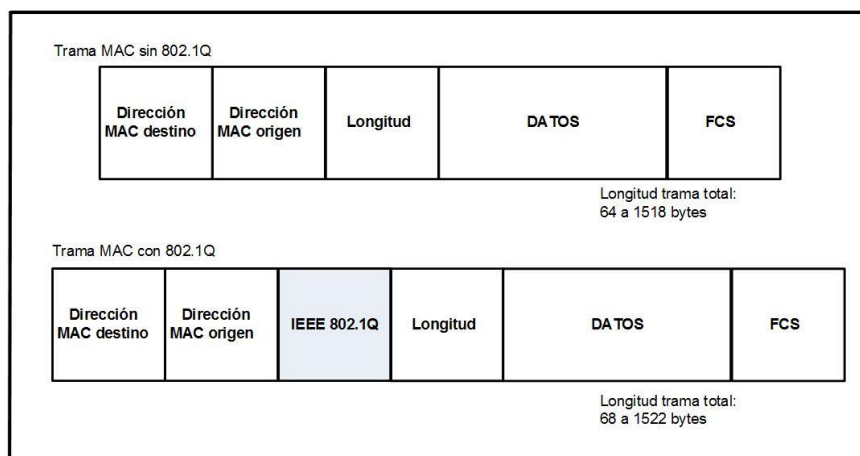 Trama MAC sin 802.1Q
Dirección
MAC destino
Dirección
MAC origen
Longitud
DATOS
FCS
Longitud trama total:
64 a 1518 bytes
Trama MAC con 802.1Q
Dirección
MAC destino
Dirección
MAC origen
IEEE 802.1Q
Longitud
DATOS
FCS
Longitud trama total:
68 a 1522 bytes